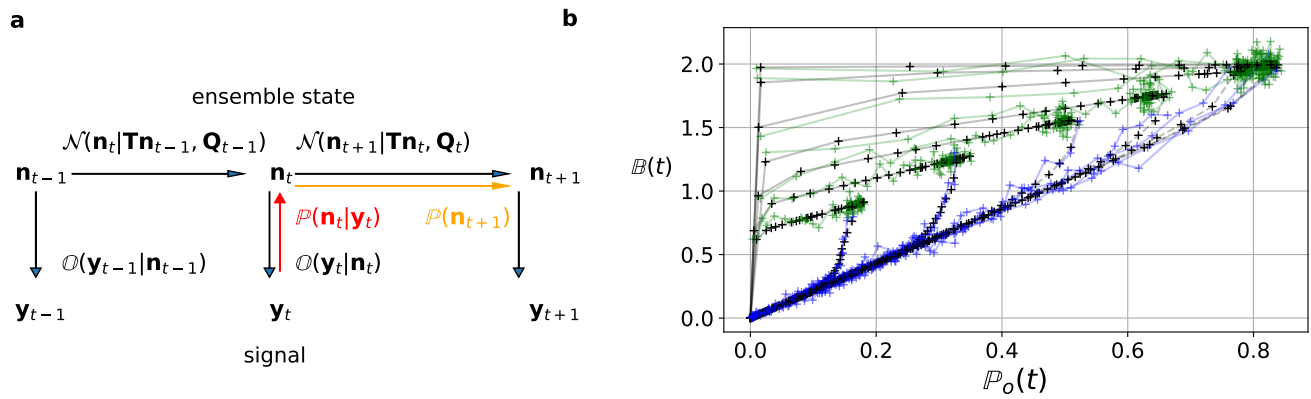 a
ensemble state
𝒩(n_{t−1}|Tn_{t−1}, Q_{t−1}) 𝒩(n_{t+1}|Tn_t, Q_t)
n_{t−1} n_t n_{t+1}
ℙ(n_t|y_t) ℙ(n_{t+1})
𝕆(y_{t−1}|n_{t−1}) 𝕆(y_t|n_t)
y_{t−1} y_t y_{t+1}
signal
b
2.0
1.5
1.0
0.5
0.0
𝔹(t)
0.0 0.2 0.4 0.6 0.8
ℙ_o(t)